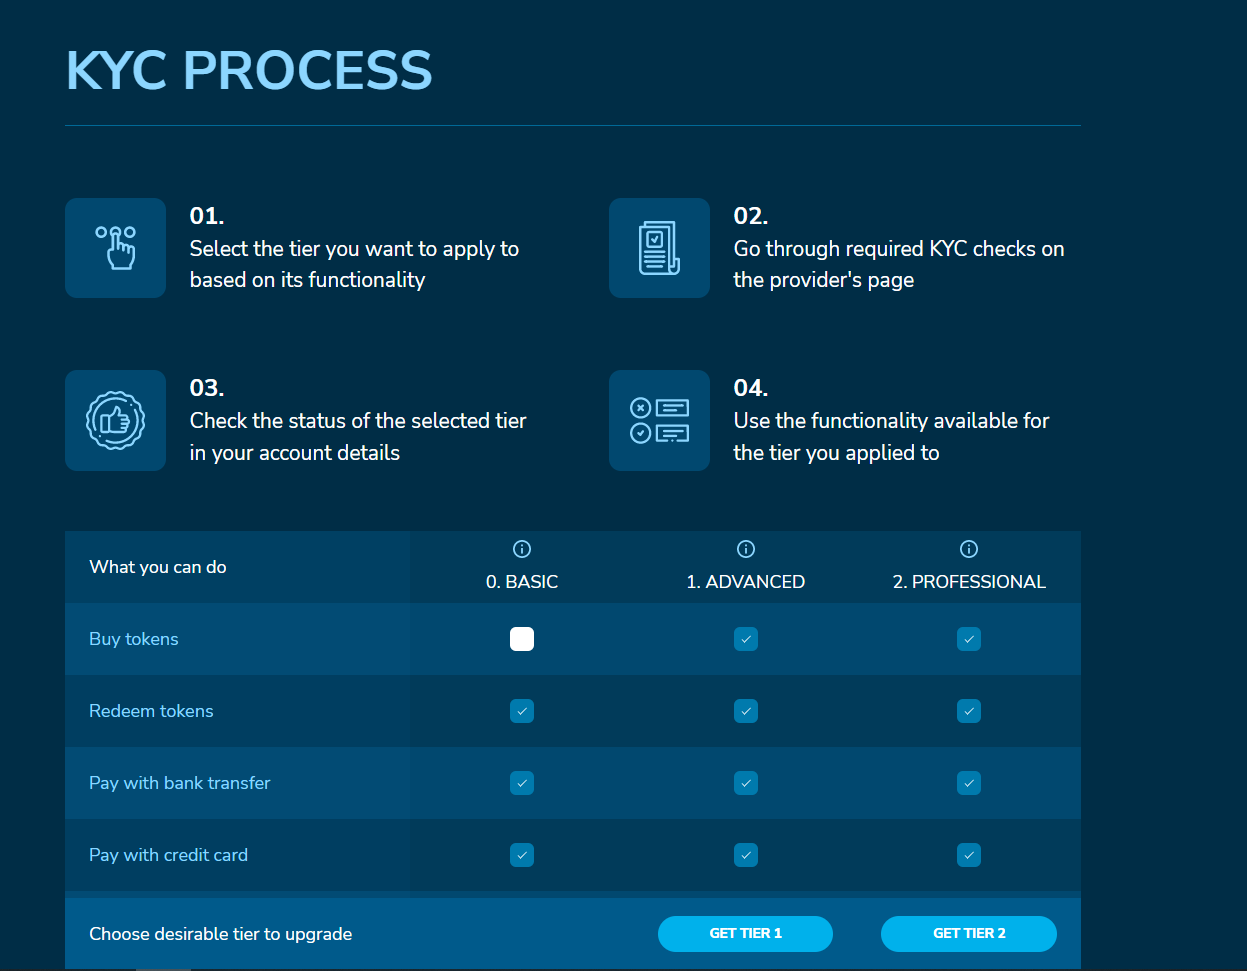 KYC PROCESS
01.
Select the tier you want to apply to
based on its functionality
02.
Go through required KYC checks on
the provider's page
03.
Check the status of the selected tier
in your account details
04.
Use the functionality available for
the tier you applied to
What you can do
0. BASIC
1. ADVANCED
2. PROFESSIONAL
Buy tokens
Redeem tokens
Pay with bank transfer
Pay with credit card
Choose desirable tier to upgrade
GET TIER 1
GET TIER 2